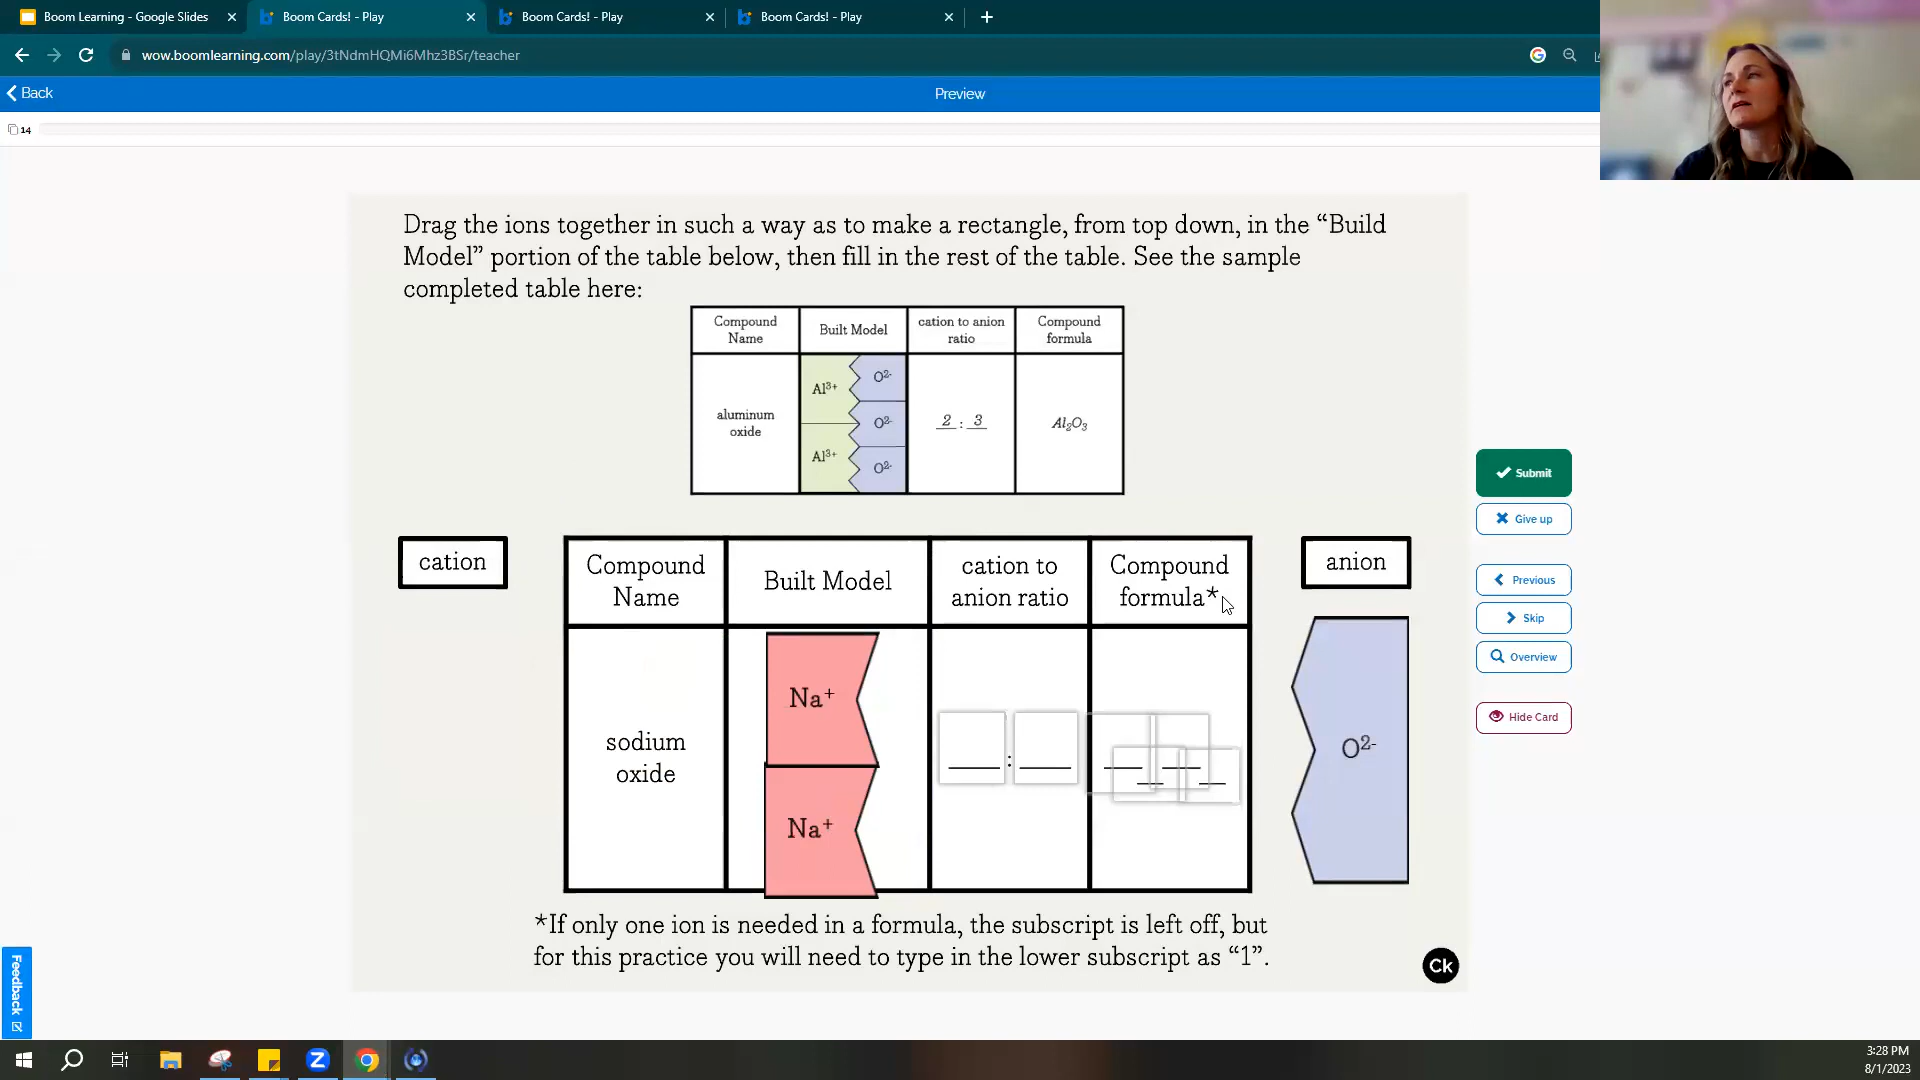 Boom Learning - Google Slides
Boom Cards! - Play
Boom Cards! - Play
Boom Cards! - Play
wow.boomlearning.com/play/3tNdmHQMi6Mhz3BSr/teacher
Back
Preview
14
Drag the ions together in such a way as to make a rectangle, from top down, in the “Build
Model” portion of the table below, then fill in the rest of the table. See the sample
completed table here:
Compound
Name
Built Model
cation to anion
ratio
Compound
formula
aluminum
oxide
Al³⁺
Al³⁺
O²⁻
O²⁻
O²⁻
2 : 3
Al₂O₃
Submit
Give up
Previous
Skip
Overview
Hide Card
cation
Compound
Name
Built Model
cation to
anion ratio
Compound
formula*
anion
sodium
oxide
Na⁺
Na⁺
___ : ___
O²⁻
*If only one ion is needed in a formula, the subscript is left off, but
for this practice you will need to type in the lower subscript as “1”.
Ck
Feedback
3:28 PM
8/1/2023